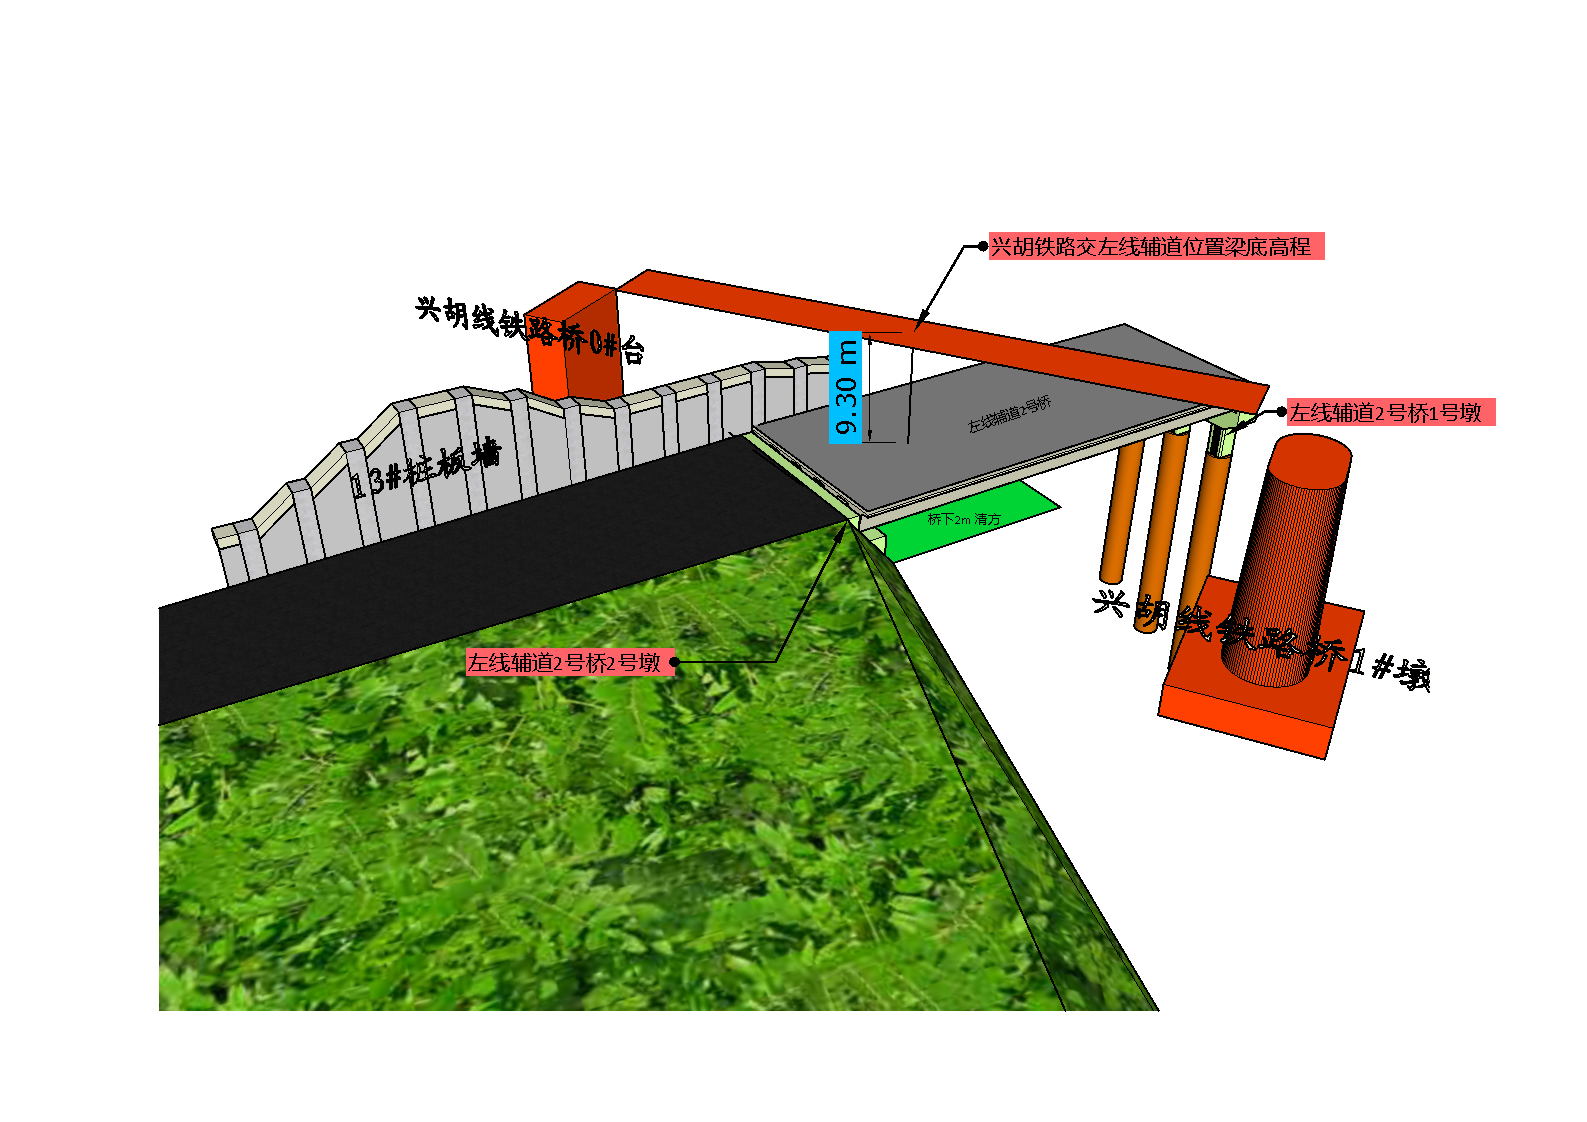 兴胡铁路交左线辅道位置梁底高程
兴胡线铁路桥0#台
9.30 m
左线辅道2号桥
左线辅道2号桥1号墩
13#桩板墙
桥下2m 清方
兴胡线铁路桥1#墩
左线辅道2号桥2号墩